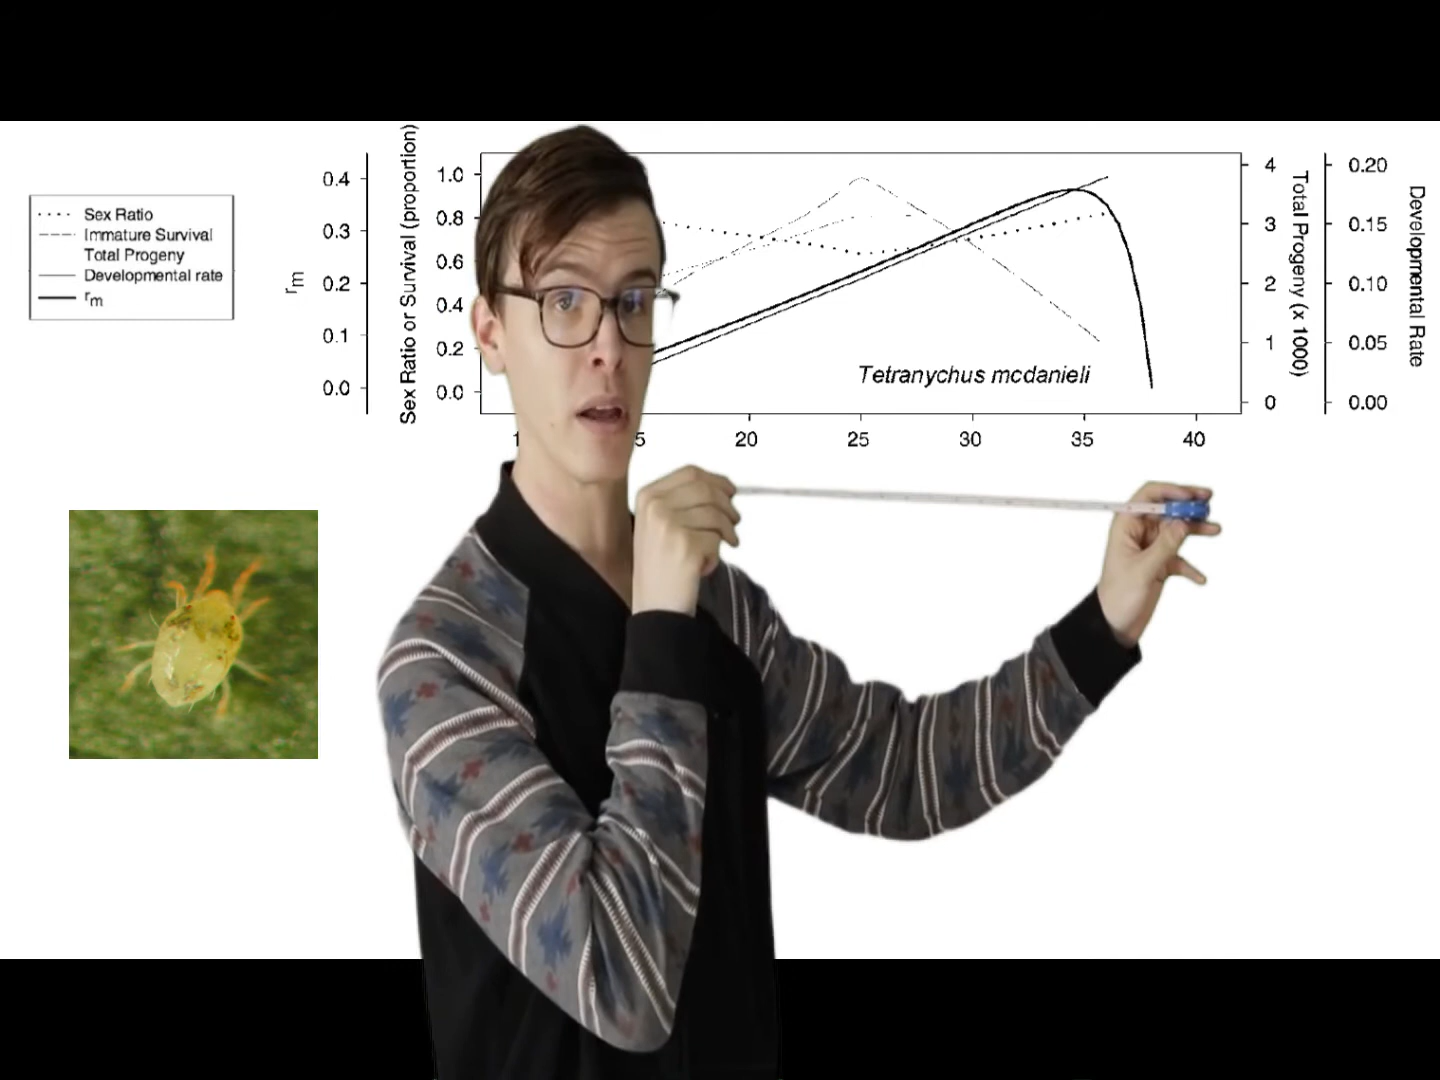 Sex Ratio
Immature Survival
Total Progeny
Developmental rate
rm
0.4
0.3
0.2
0.1
0.0
rm
Sex Ratio or Survival (proportion)
1.0
0.8
0.6
0.4
0.2
0.0
Tetranychus mcdanieli
20
25
30
35
40
4
3
2
1
0
Total Progeny (x 1000)
0.20
0.15
0.10
0.05
0.00
Developmental Rate